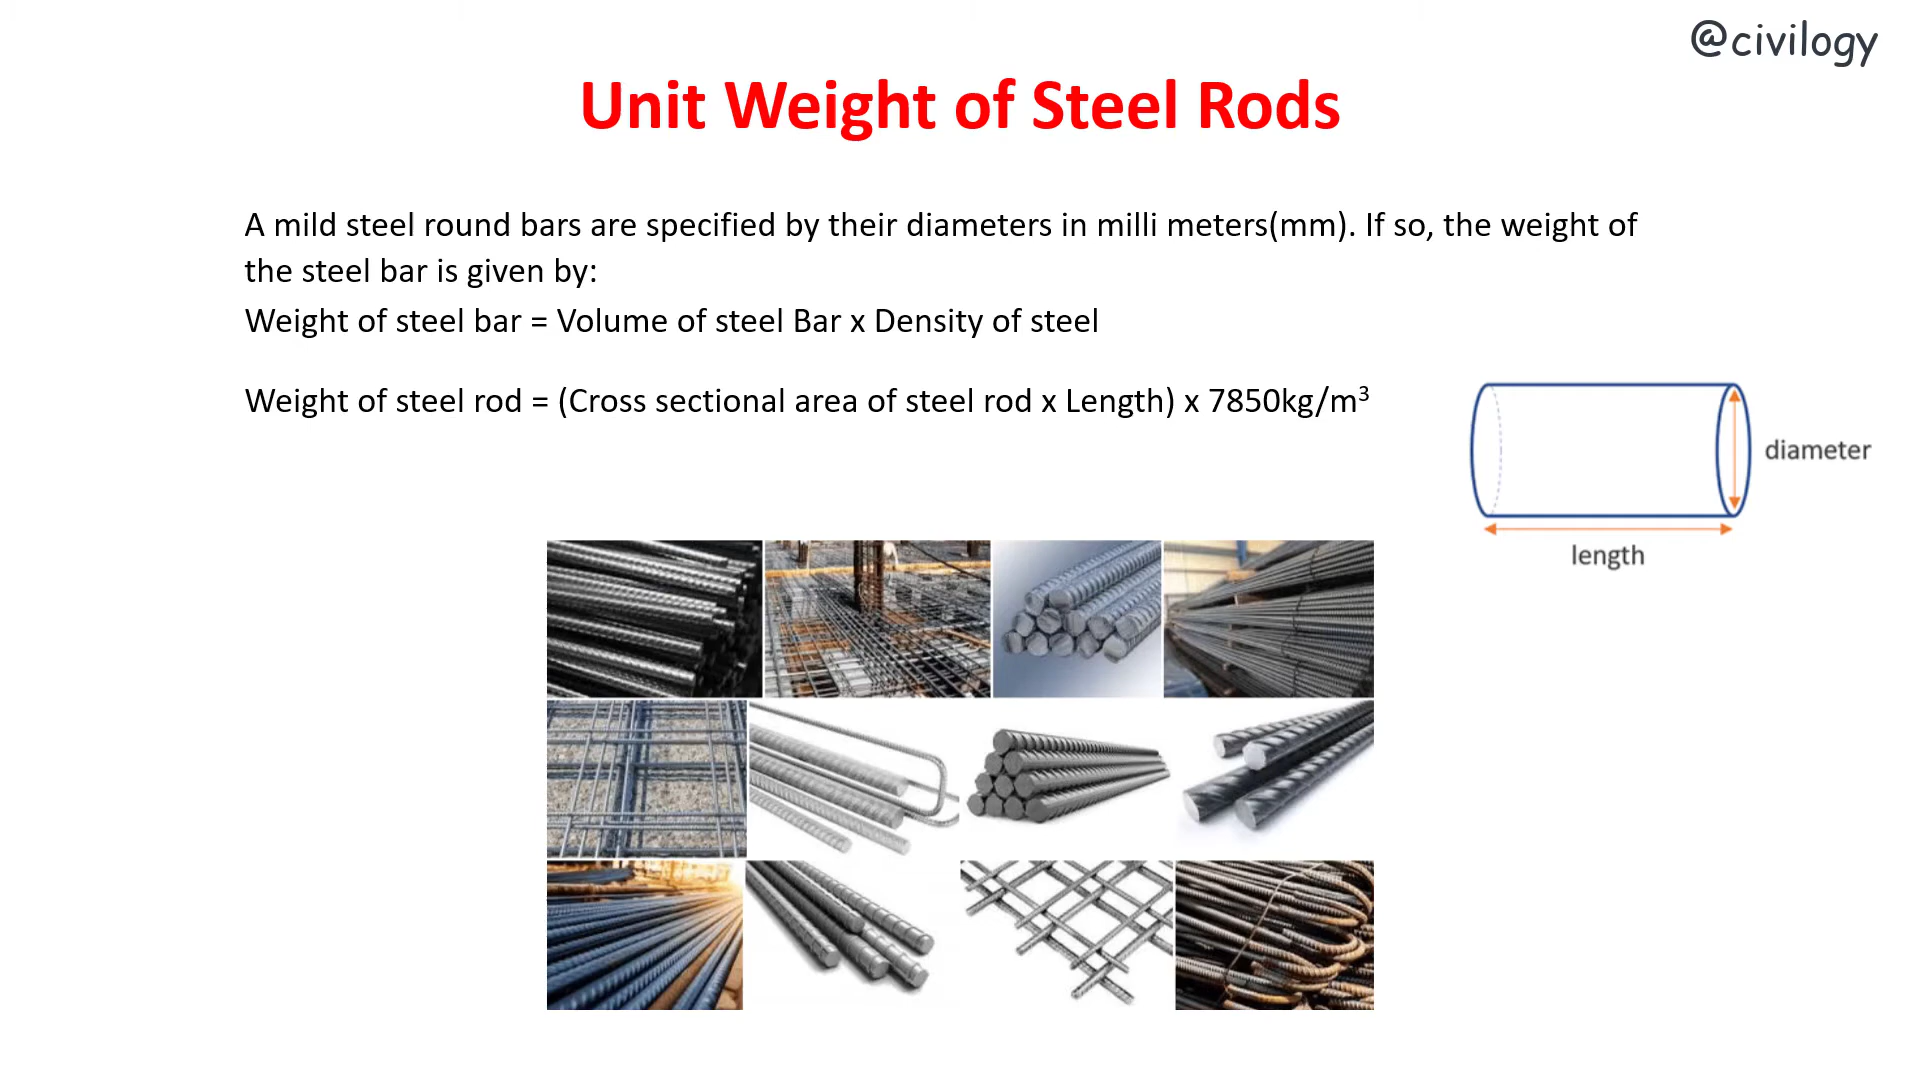 @civilogy
Unit Weight of Steel Rods
A mild steel round bars are specified by their diameters in milli meters(mm). If so, the weight of
the steel bar is given by:
Weight of steel bar = Volume of steel Bar x Density of steel
Weight of steel rod = (Cross sectional area of steel rod x Length) x 7850kg/m³
diameter
length